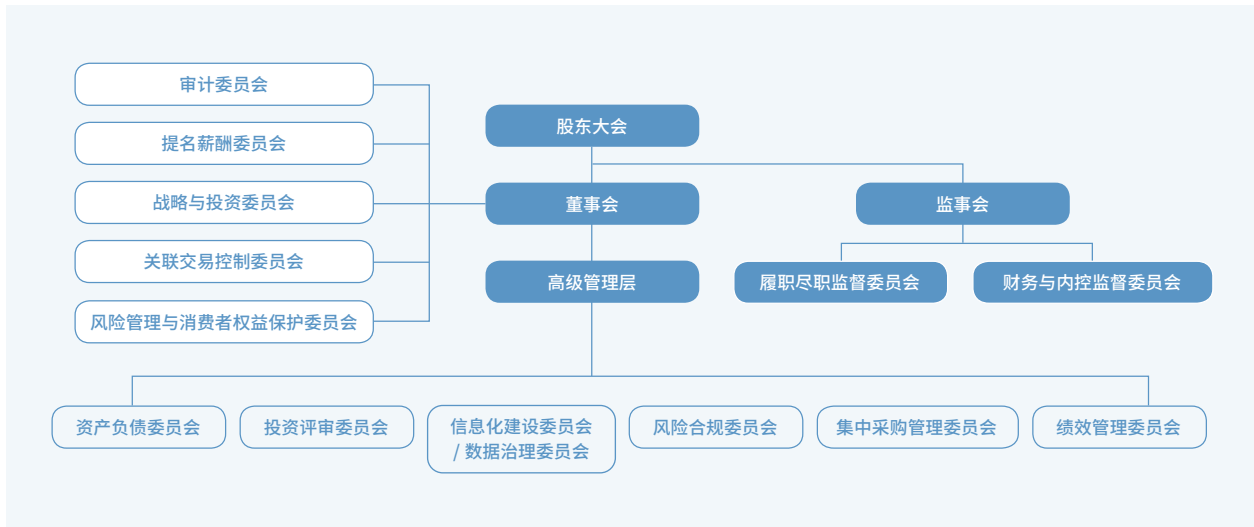 审计委员会
提名薪酬委员会
战略与投资委员会
关联交易控制委员会
风险管理与消费者权益保护委员会
股东大会
董事会
监事会
高级管理层
履职尽职监督委员会
财务与内控监督委员会
资产负债委员会
投资评审委员会
信息化建设委员会
/ 数据治理委员会
风险合规委员会
集中采购管理委员会
绩效管理委员会